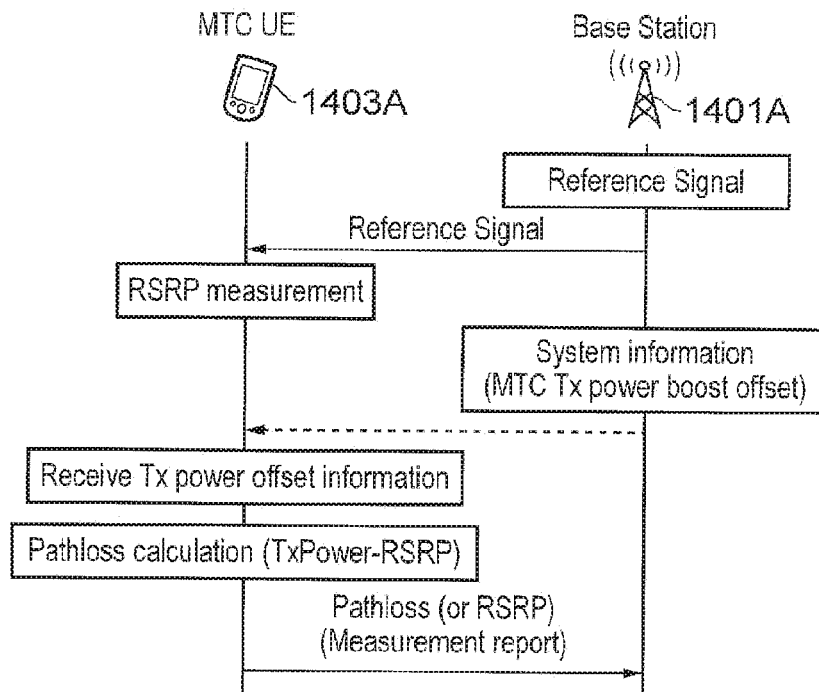 MTC UE
Base Station
1403A
1401A
Reference Signal
Reference Signal
RSRP measurement
System information
(MTC Tx power boost offset)
Receive Tx power offset information
Pathloss calculation (TxPower-RSRP)
Pathloss (or RSRP)
(Measurement report)